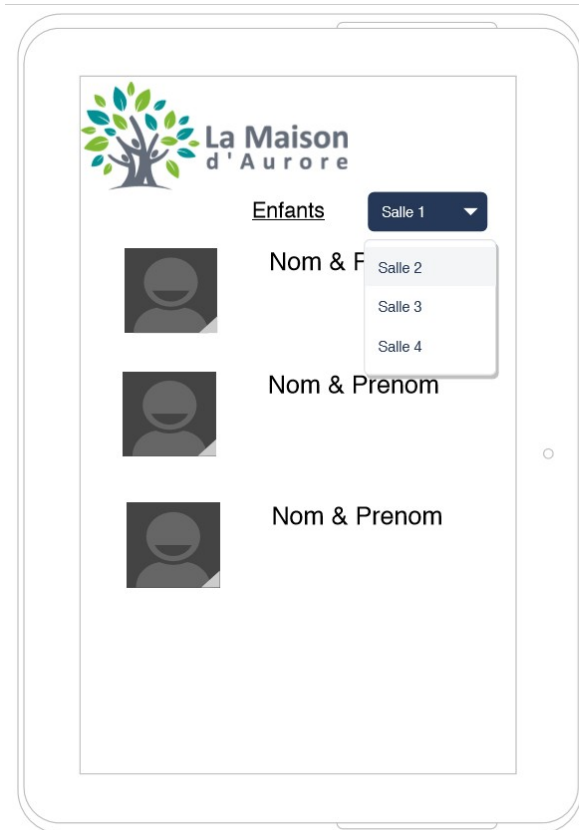 La Maison
d'Aurore
Enfants
Salle 1
Nom &
Salle 2
Salle 3
Salle 4
Nom & Prenom
Nom & Prenom